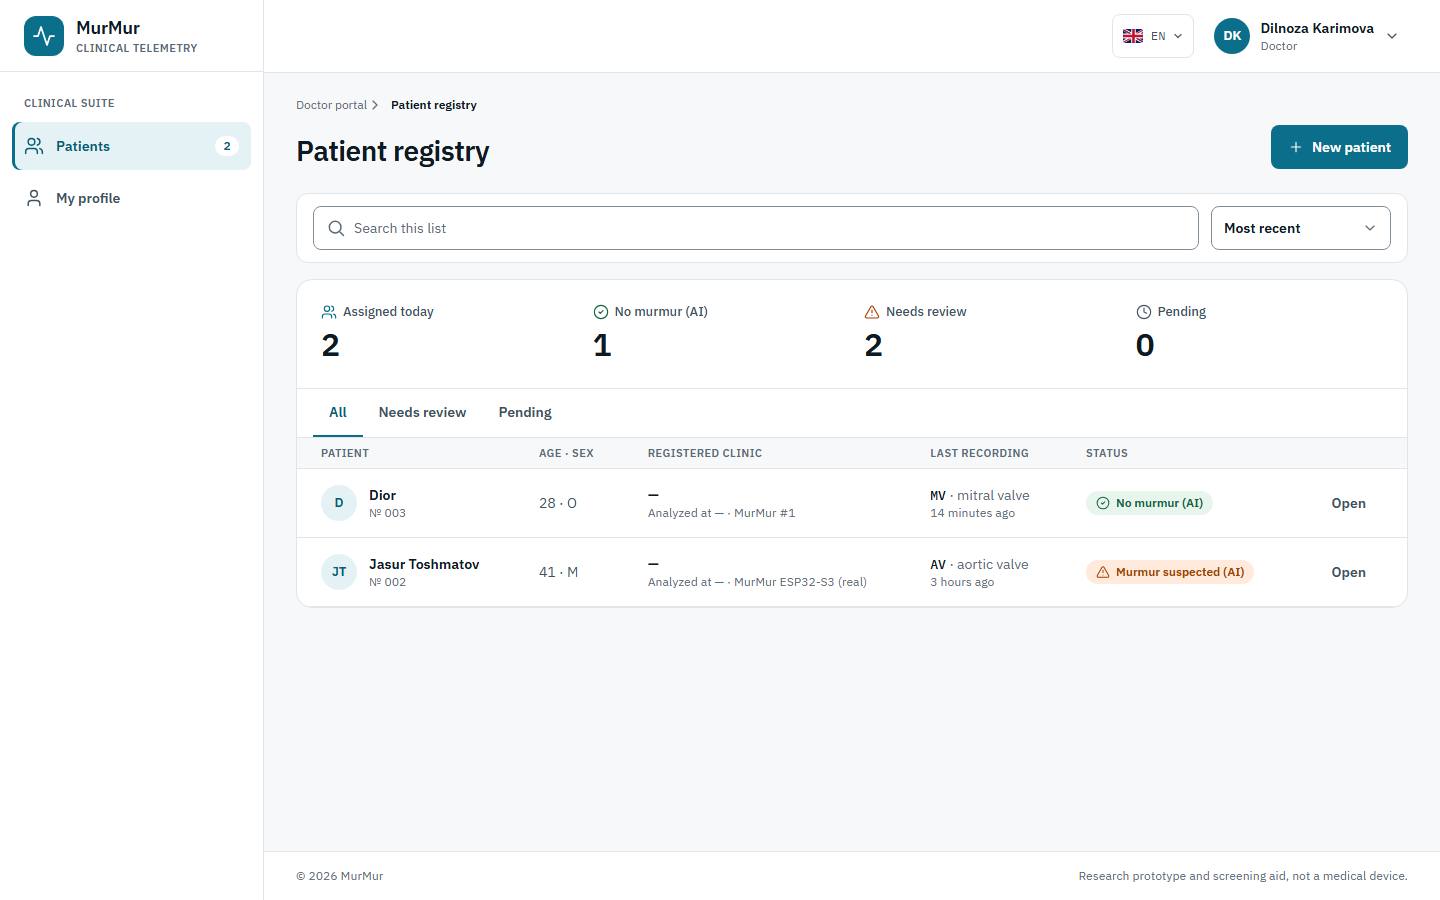 MurMur
CLINICAL TELEMETRY
EN
DK
Dilnoza Karimova
Doctor
CLINICAL SUITE
Patients
2
My profile
Doctor portal
Patient registry
Patient registry
New patient
Search this list
Most recent
Assigned today
2
No murmur (AI)
1
Needs review
2
Pending
0
All
Needs review
Pending
PATIENT
AGE · SEX
REGISTERED CLINIC
LAST RECORDING
STATUS
D
Dior
№ 003
28 · O
—
Analyzed at — · MurMur #1
MV · mitral valve
14 minutes ago
No murmur (AI)
Open
JT
Jasur Toshmatov
№ 002
41 · M
—
Analyzed at — · MurMur ESP32-S3 (real)
AV · aortic valve
3 hours ago
Murmur suspected (AI)
Open
© 2026 MurMur
Research prototype and screening aid, not a medical device.